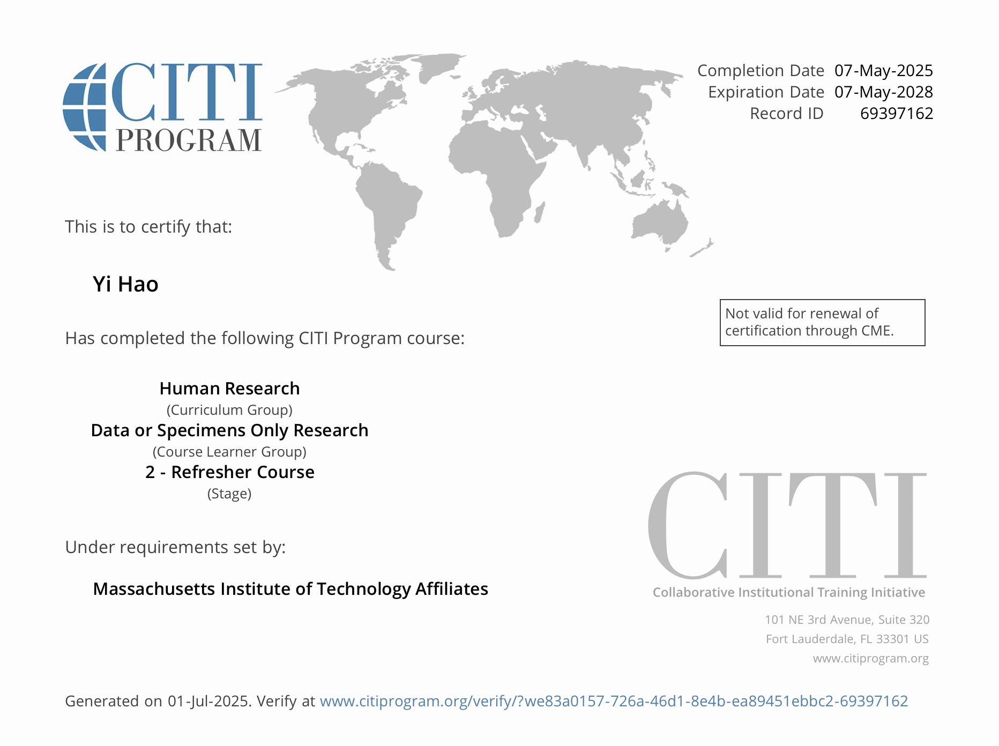 CITI
PROGRAM
Completion Date 07-May-2025
Expiration Date 07-May-2028
Record ID 69397162
This is to certify that:
Yi Hao
Not valid for renewal of
certification through CME.
Has completed the following CITI Program course:
Human Research
(Curriculum Group)
Data or Specimens Only Research
(Course Learner Group)
2 - Refresher Course
(Stage)
Under requirements set by:
Massachusetts Institute of Technology Affiliates
CITI
Collaborative Institutional Training Initiative
101 NE 3rd Avenue, Suite 320
Fort Lauderdale, FL 33301 US
www.citiprogram.org
Generated on 01-Jul-2025. Verify at www.citiprogram.org/verify/?we83a0157-726a-46d1-8e4b-ea89451ebbc2-69397162